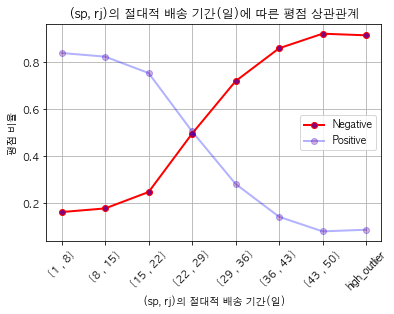 (sp, rj)의 절대적 배송 기간(일)에 따른 평점 상관관계
평점 비율
0.8
0.6
0.4
0.2
Negative
Positive
(1 , 8)
(8 , 15)
(15 , 22)
(22 , 29)
(29 , 36)
(36 , 43)
(43 , 50)
hgh_outlier
(sp, rj)의 절대적 배송 기간(일)